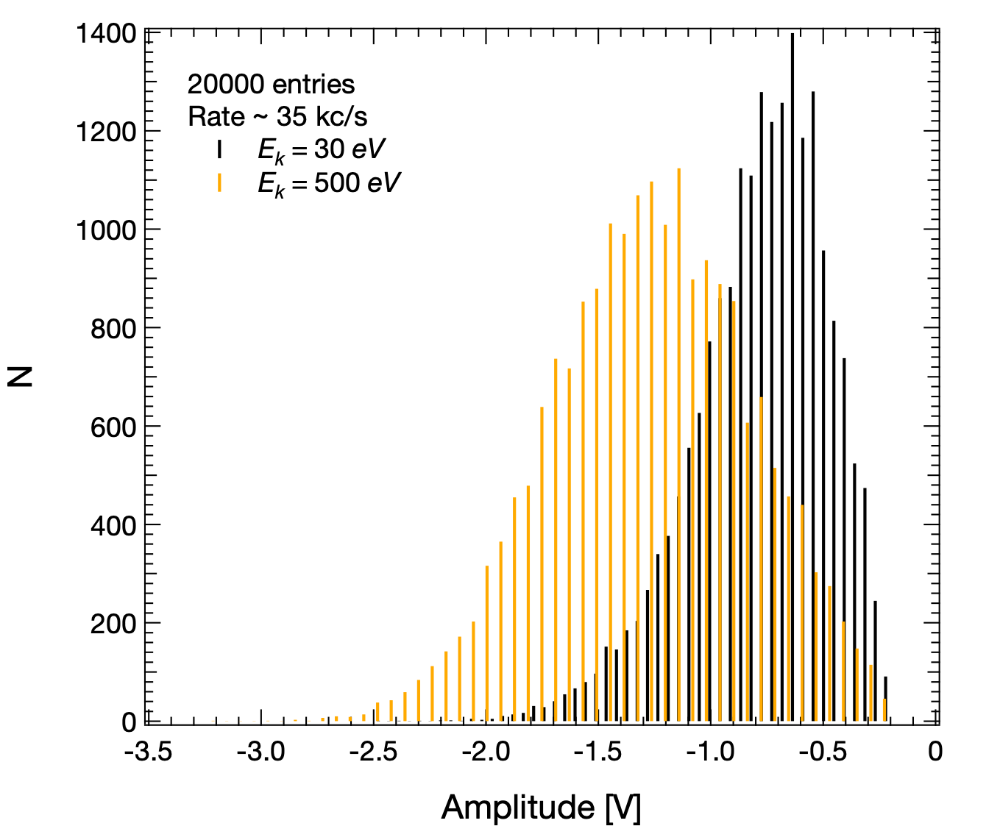 1400
1200
1000
800
600
400
200
0
N
20000 entries
Rate ~ 35 kc/s
E_k = 30 eV
E_k = 500 eV
-3.5 -3.0 -2.5 -2.0 -1.5 -1.0 -0.5 0
Amplitude [V]